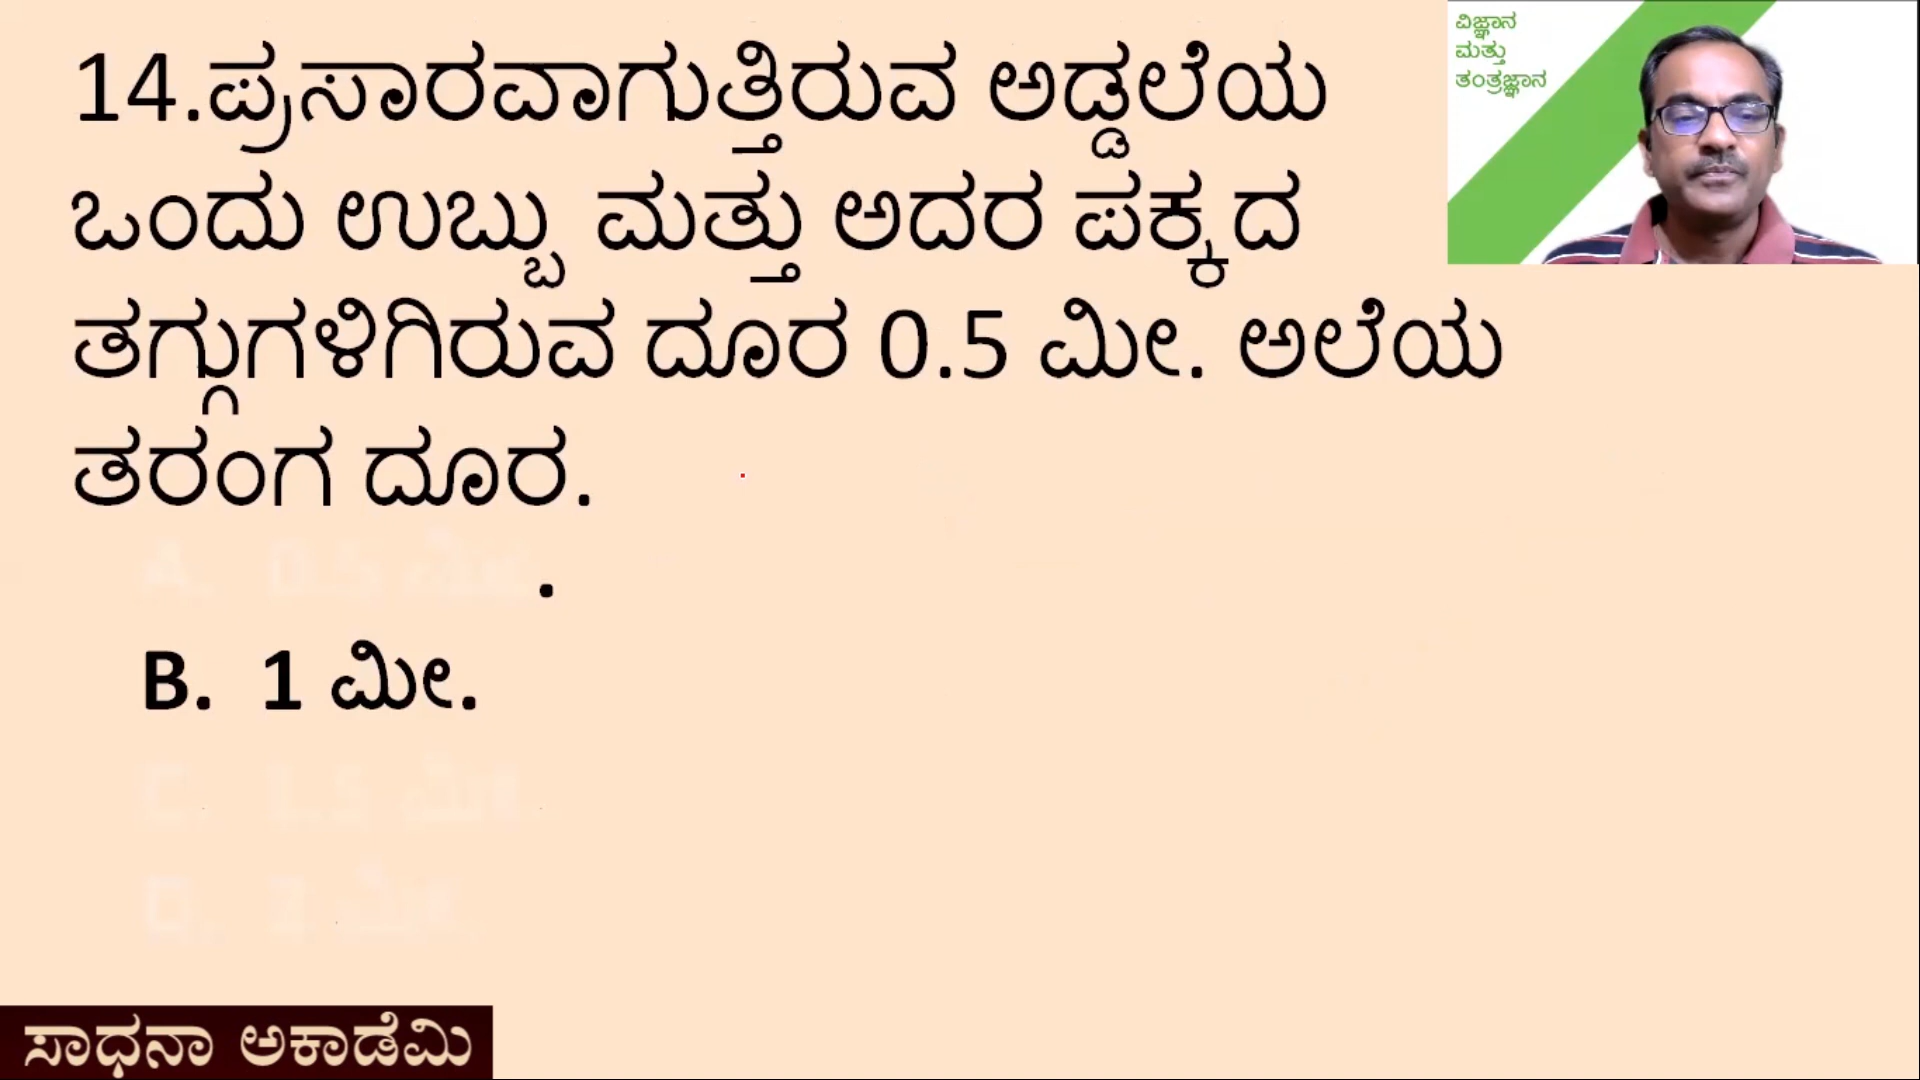 14.ಪ್ರಸಾರವಾಗುತ್ತಿರುವ ಅಡ್ಡಲೆಯ
ಒಂದು ಉಬ್ಬು ಮತ್ತು ಅದರ ಪಕ್ಕದ
ತಗ್ಗುಗಳಿಗಿರುವ ದೂರ 0.5 ಮೀ. ಅಲೆಯ
ತರಂಗ ದೂರ.
B. 1 ಮೀ.
ವಿಜ್ಞಾನ
ಮತ್ತು
ತಂತ್ರಜ್ಞಾನ
ಸಾಧನಾ ಅಕಾಡೆಮಿ